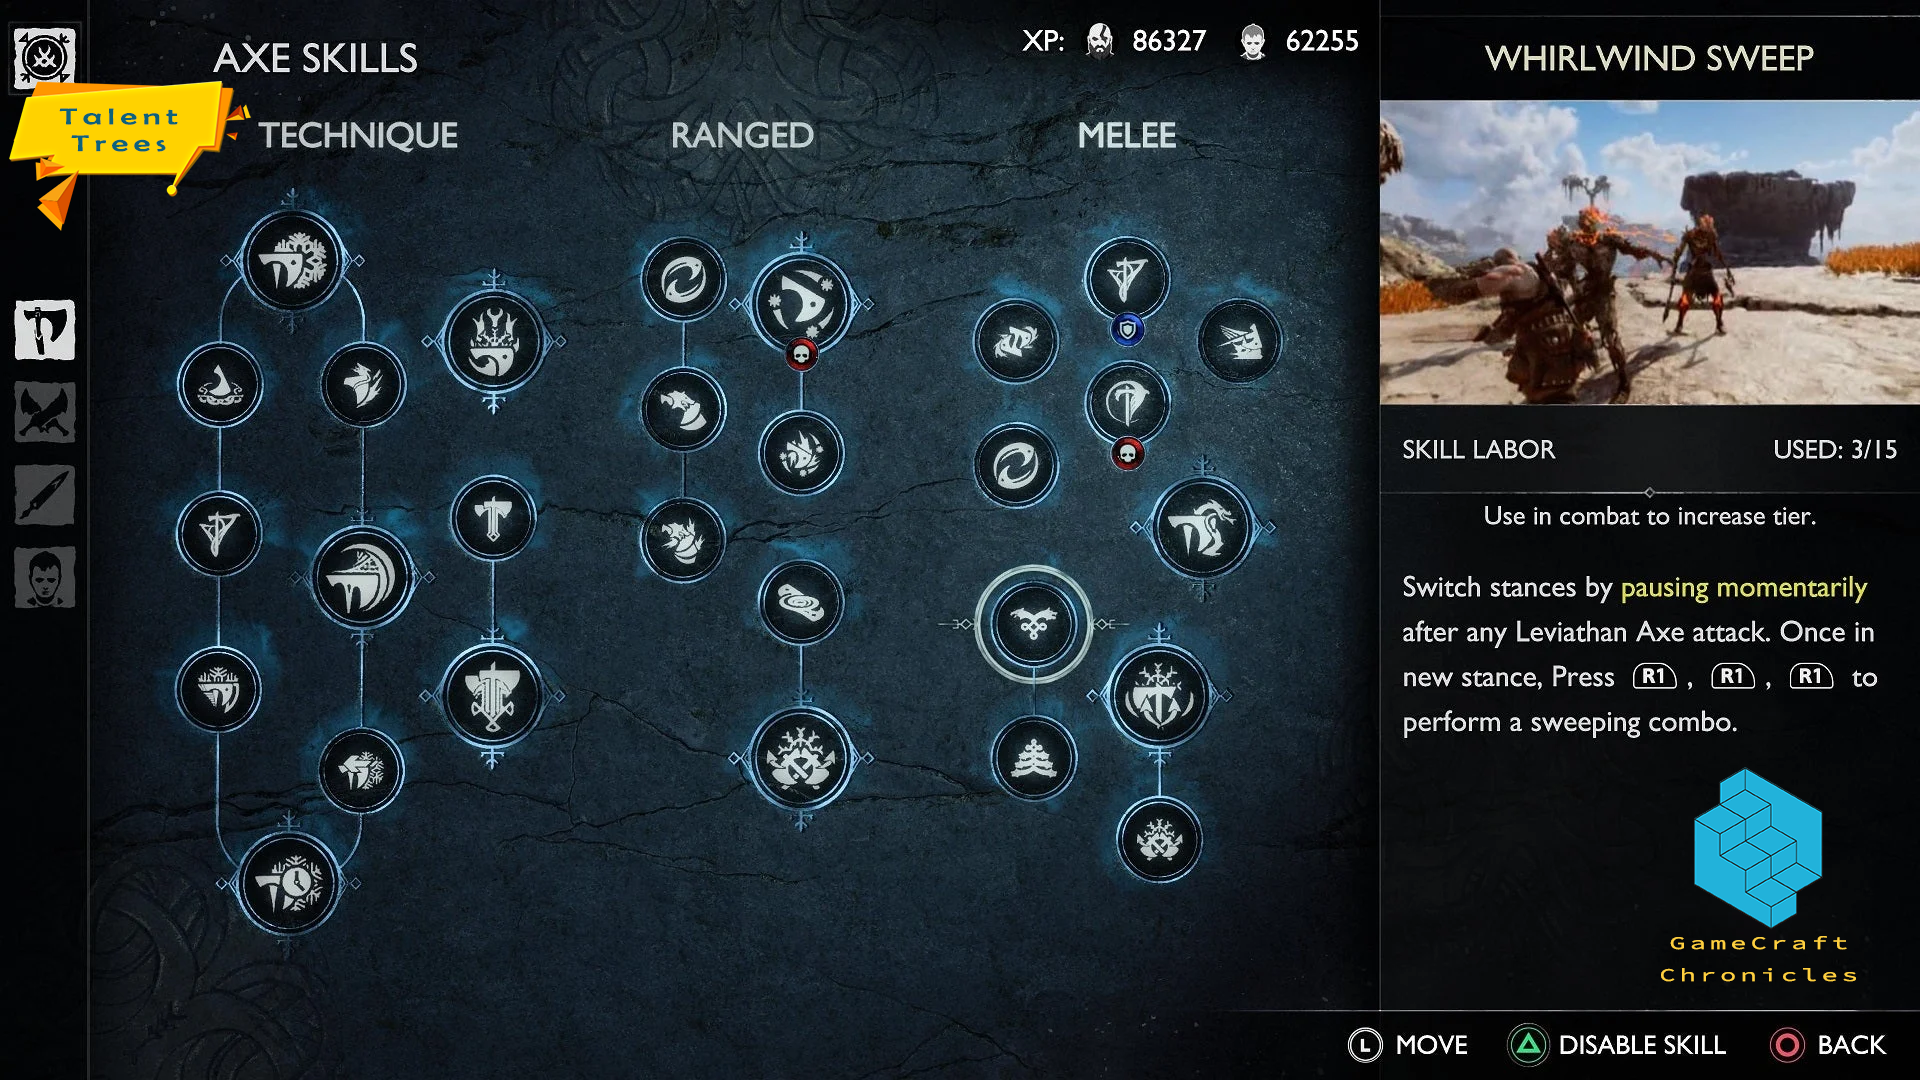 AXE SKILLS
XP: 86327 62255
Talent
Trees
TECHNIQUE
RANGED
MELEE
WHIRLWIND SWEEP
SKILL LABOR USED: 3/15
Use in combat to increase tier.
Switch stances by pausing momentarily
after any Leviathan Axe attack. Once in
new stance, Press R1, R1, R1 to
perform a sweeping combo.
GameCraft
Chronicles
L MOVE DISABLE SKILL BACK